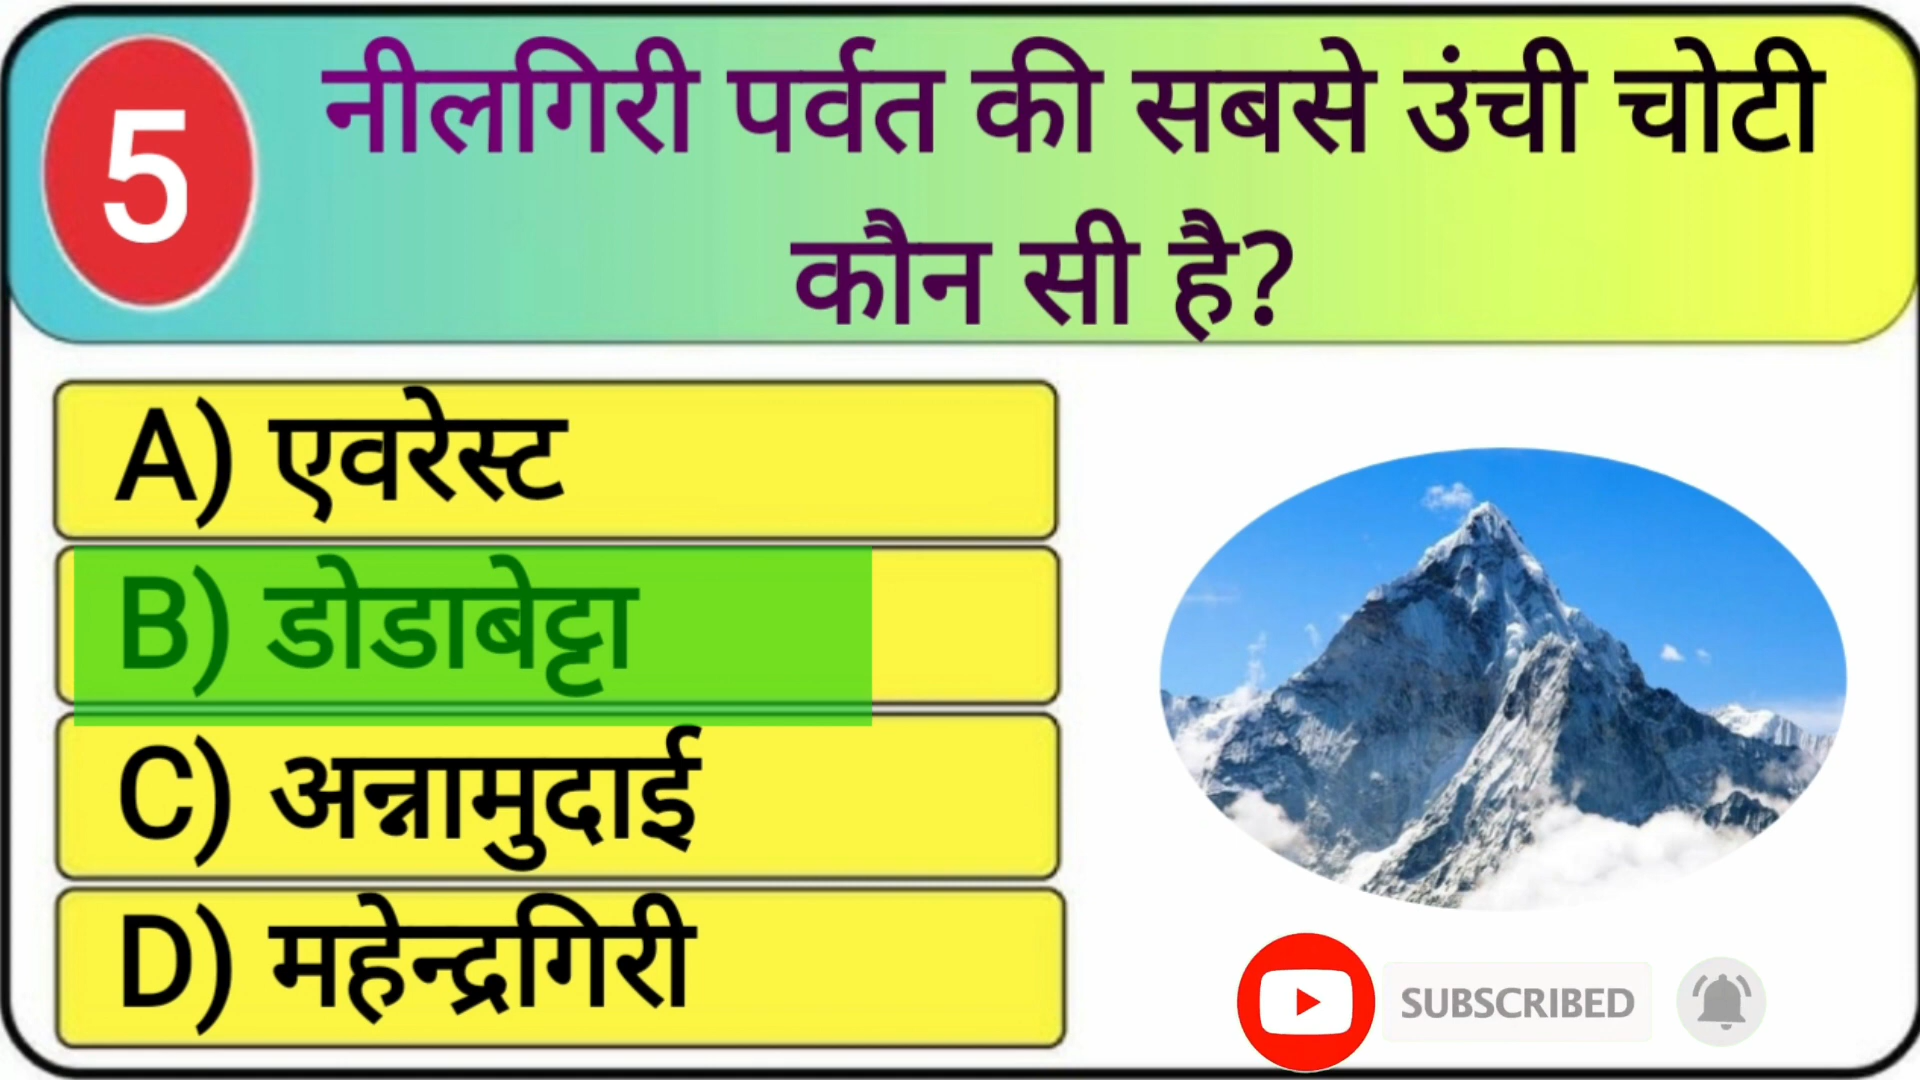 5
नीलगिरी पर्वत की सबसे उंची चोटी
कौन सी है?
A) एवरेस्ट
B) डोडाबेट्टा
C) अन्नामुदाई
D) महेन्द्रगिरी
SUBSCRIBED